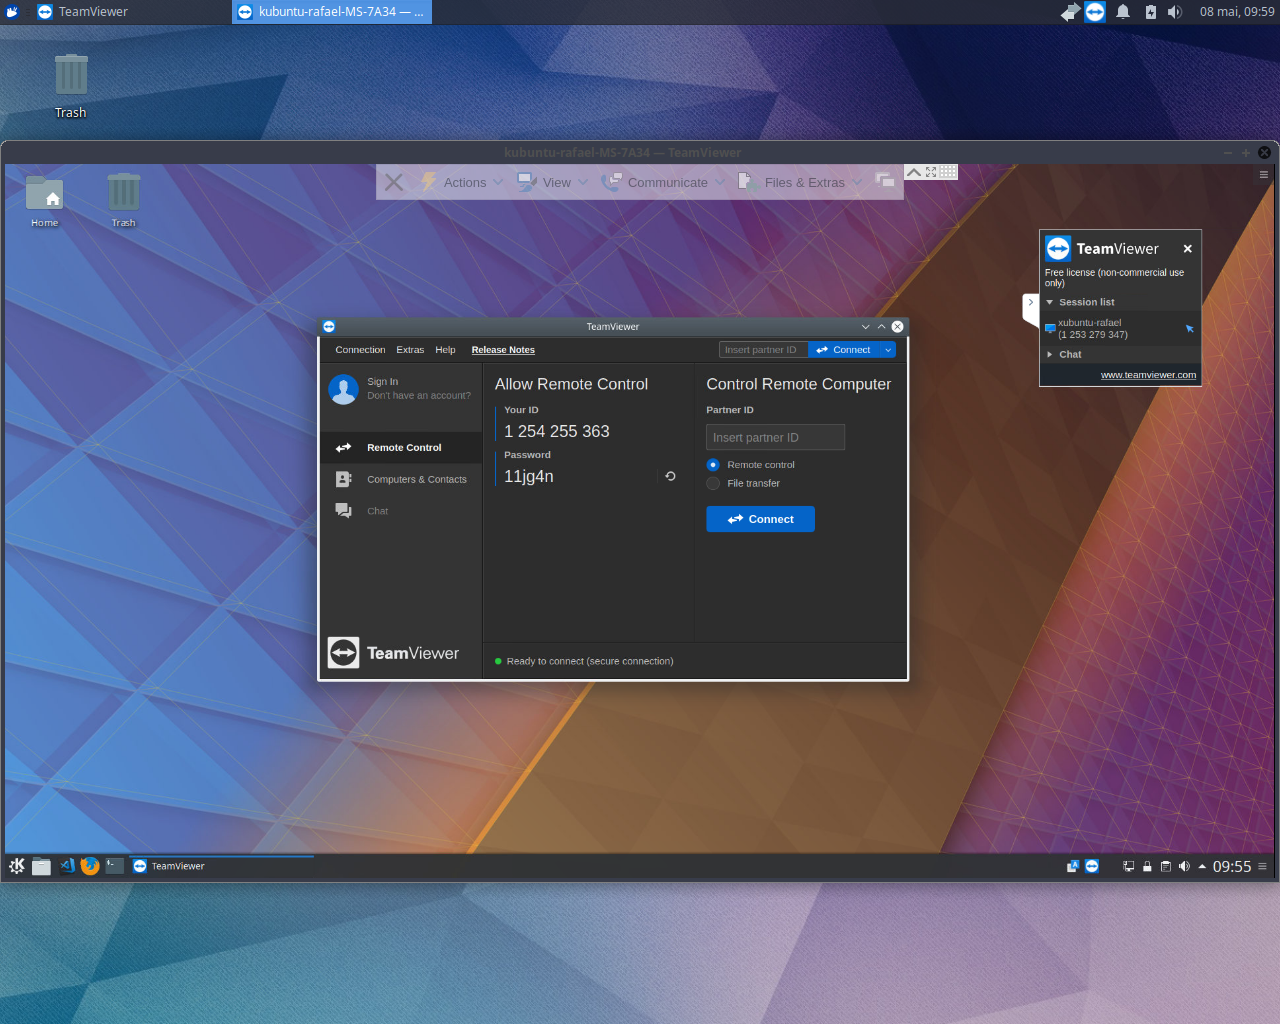 TeamViewer
kubuntu-rafael-MS-7A34 — ...
08 mai, 09:59
Trash
kubuntu-rafael-MS-7A34 — TeamViewer
Actions
View
Communicate
Files & Extras
Home
Trash
TeamViewer
Free license (non-commercial use
only)
Session list
xubuntu-rafael
(1 253 279 347)
Chat
www.teamviewer.com
TeamViewer
Connection Extras Help Release Notes
Insert partner ID
Connect
Sign In
Don't have an account?
Remote Control
Computers & Contacts
Chat
TeamViewer
Allow Remote Control
Your ID
1 254 255 363
Password
11jg4n
Control Remote Computer
Partner ID
Insert partner ID
Remote control
File transfer
Connect
Ready to connect (secure connection)
TeamViewer
09:55